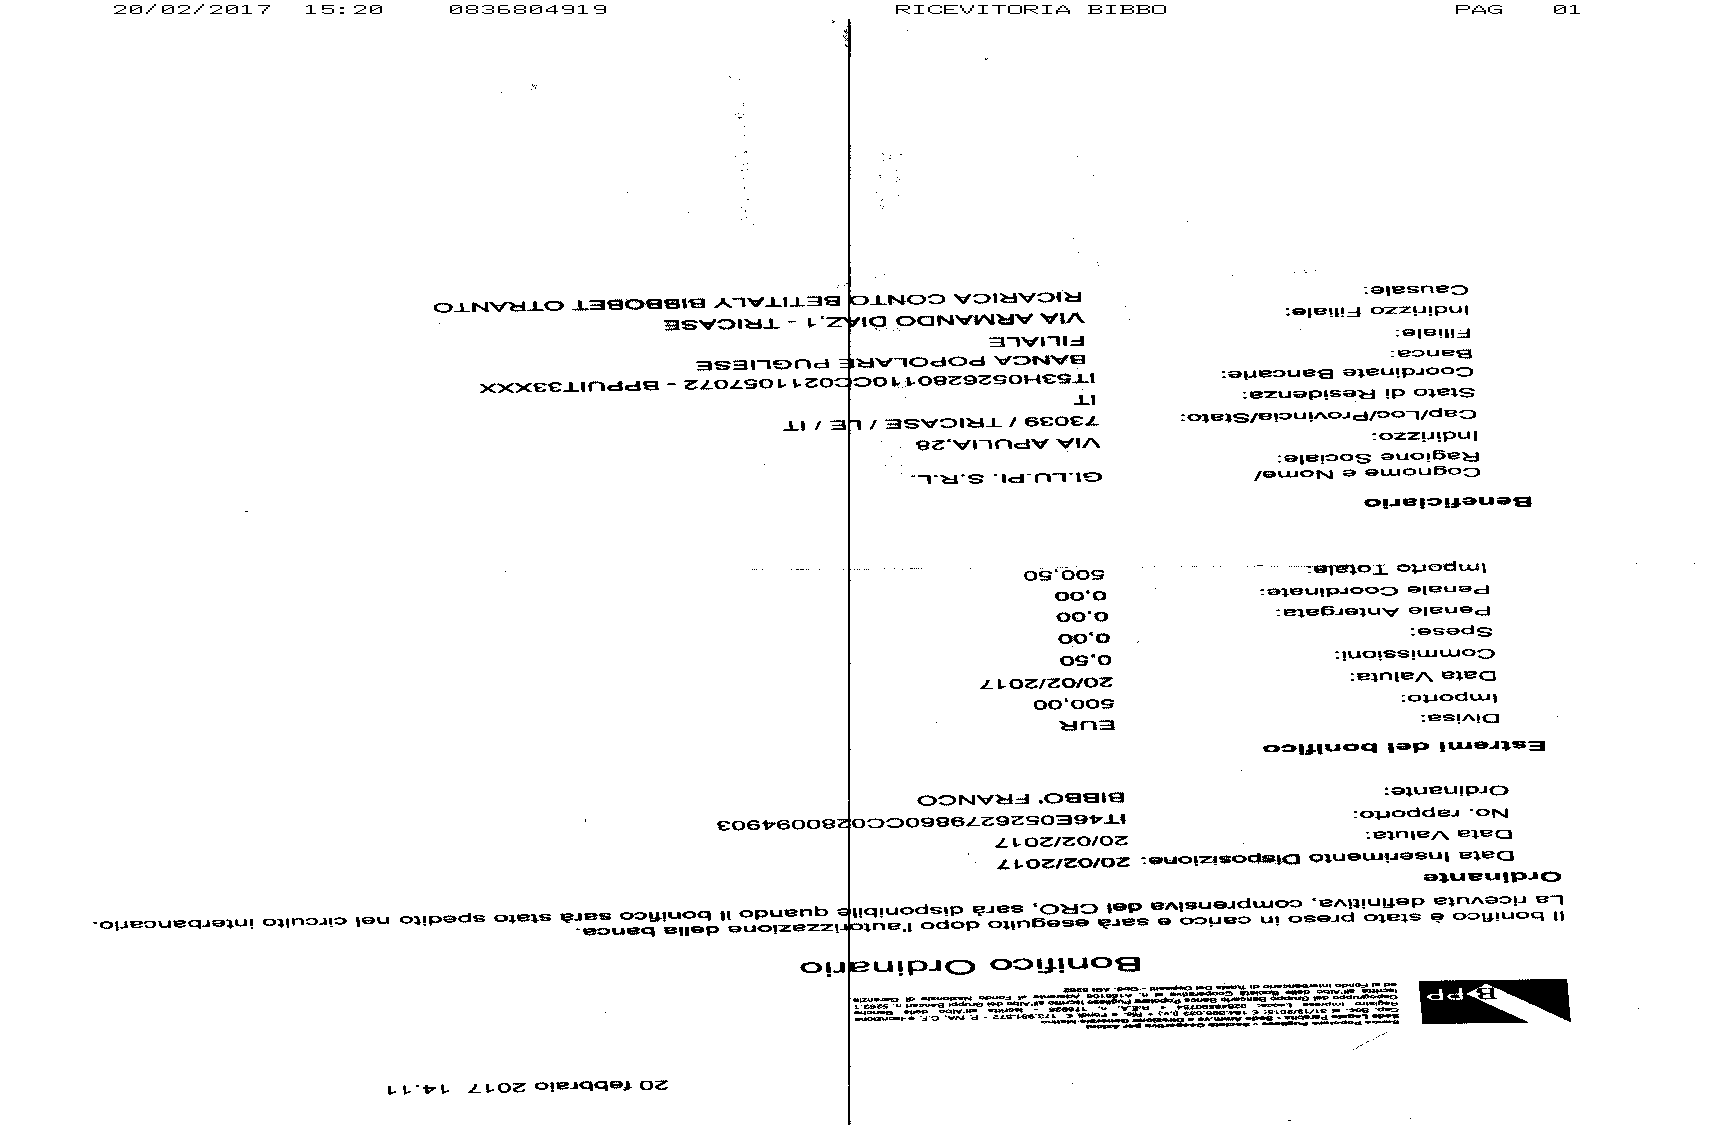 20/02/2017 15:20 0836804919 RICEVITORIA BIBBO PAG 01
20 febbraio 2017 14.11
BPP
Banca Popolare Pugliese - Società Cooperativa per Azioni
Bonifico Ordinario
Il bonifico è stato preso in carico e sarà eseguito dopo l'autorizzazione della banca.
La ricevuta definitiva, comprensiva del CRO, sarà disponibile quando il bonifico sarà stato spedito nel circuito interbancario.
Ordinante
Data Inserimento Disposizione: 20/02/2017
Data Valuta: 20/02/2017
No. rapporto: IT46E0526279860CC0280094903
Ordinante: BIBBO' FRANCO
Estremi del bonifico
Divisa: EUR
Importo: 500,00
Data Valuta: 20/02/2017
Commissioni: 0,50
Spese: 0,00
Penale Antergata: 0,00
Penale Coordinate: 0,00
Importo Totale: 500,50
Beneficiario
Cognome e Nome/
Ragione Sociale: GI.LU.PI. S.R.L.
Indirizzo: VIA APULIA,28
Cap/Loc/Provincia/Stato: 73039 / TRICASE / LE / IT
Stato di Residenza: IT
Coordinate Bancarie: IT53H0526280110CC0211057072 - BPPUIT33XXX
Banca: BANCA POPOLARE PUGLIESE
Filiale: FILIALE
Indirizzo Filiale: VIA ARMANDO DIAZ,1 - TRICASE
Causale: RICARICA CONTO BETITALY BIBBOBET OTRANTO